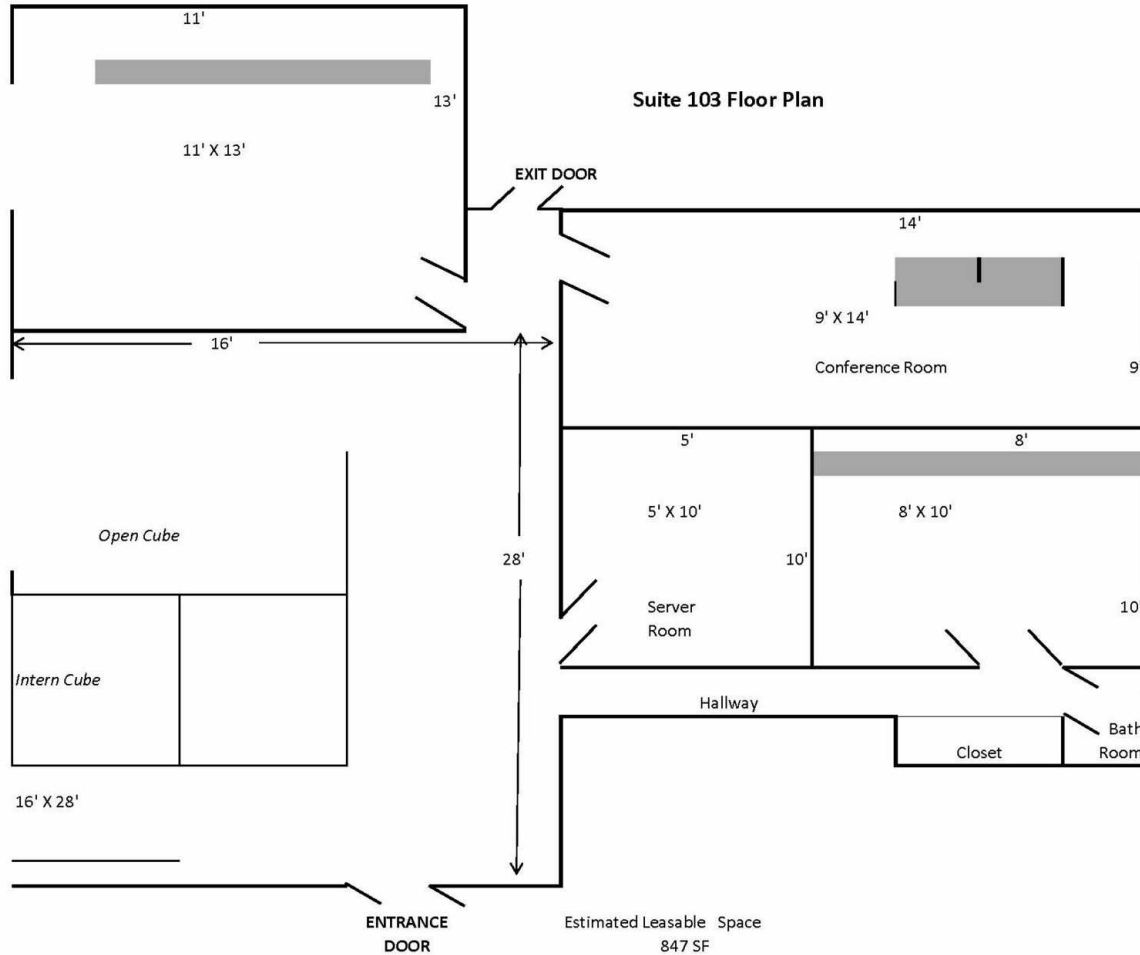 11'
13'
Suite 103 Floor Plan
11' X 13'
EXIT DOOR
14'
9' X 14'
16'
Conference Room
9'
5'
8'
5' X 10'
8' X 10'
Open Cube
28'
10'
Server
Room
10'
Intern Cube
Hallway
Bath
Room
Closet
16' X 28'
ENTRANCE
DOOR
Estimated Leasable Space
847 SF